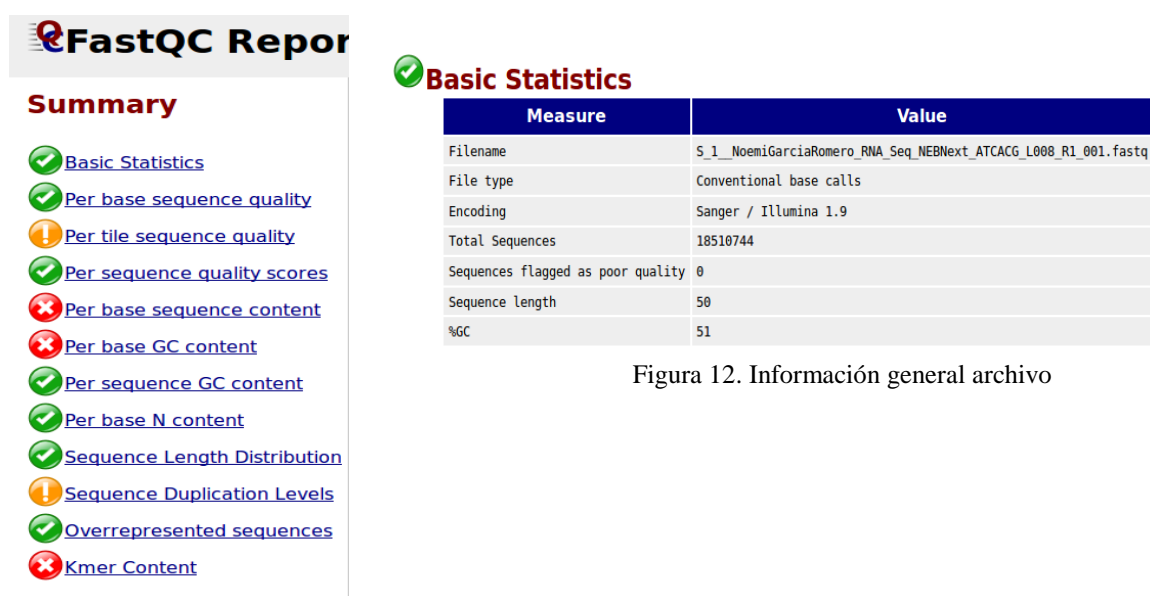 FastQC Repor
Summary
Basic Statistics
Per base sequence quality
Per tile sequence quality
Per sequence quality scores
Per base sequence content
Per base GC content
Per sequence GC content
Per base N content
Sequence Length Distribution
Sequence Duplication Levels
Overrepresented sequences
Kmer Content
Basic Statistics
Measure Value
Filename S_1__NoemiGarciaRomero_RNA_Seq_NEBNext_ATCACG_L008_R1_001.fastq
File type Conventional base calls
Encoding Sanger / Illumina 1.9
Total Sequences 18510744
Sequences flagged as poor quality 0
Sequence length 50
%GC 51
Figura 12. Información general archivo